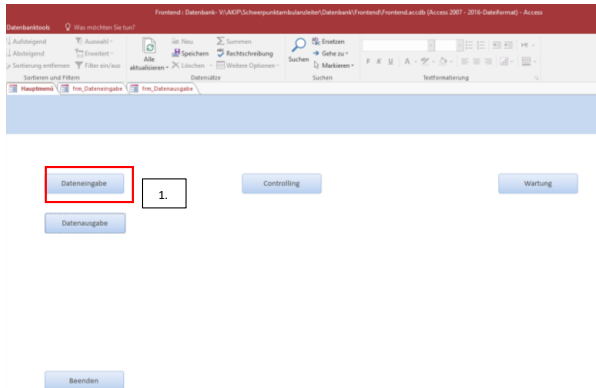 Frontend : Datenbank- V:\AKIP\Schwerpunktambulanzleiter\Datenbank\Frontend\Frontend.accdb (Access 2007 - 2016-Dateiformat) - Access
Datenbanktools Was möchten Sie tun?
Aufsteigend Auswahl Neu Summen Ersetzen
Absteigend Erweitert Speichern Rechtschreibung Gehe zu
Sortierung entfernen Filter ein/aus Alle aktualisieren Löschen Weitere Optionen Suchen Markieren F K U A
Sortieren und Filtern Datensätze Suchen Textformatierung
Hauptmenü frm_Dateneingabe frm_Datenausgabe
Dateneingabe 1. Controlling Wartung
Datenausgabe
Beenden